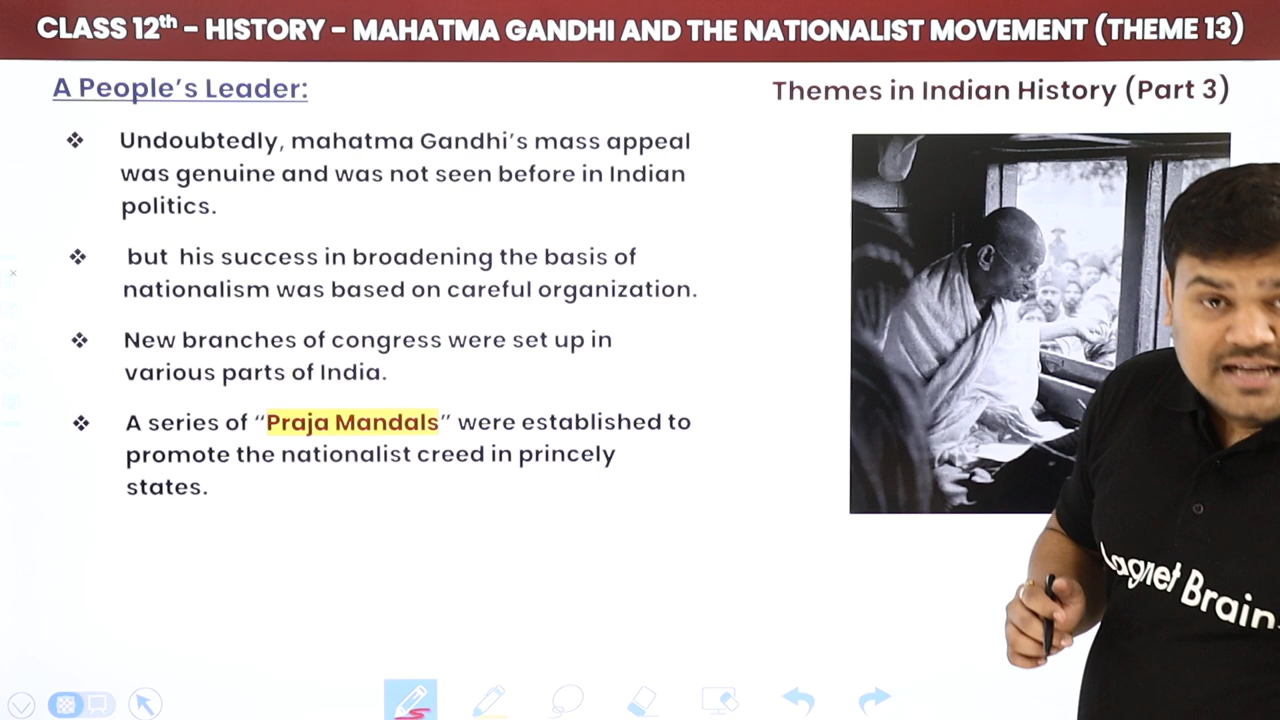 CLASS 12th – HISTORY – MAHATMA GANDHI AND THE NATIONALIST MOVEMENT (THEME 13)
A People's Leader:
Themes in Indian History (Part 3)
❖ Undoubtedly, mahatma Gandhi's mass appeal
was genuine and was not seen before in Indian
politics.
❖ but his success in broadening the basis of
nationalism was based on careful organization.
❖ New branches of congress were set up in
various parts of India.
❖ A series of "Praja Mandals" were established to
promote the nationalist creed in princely
states.
Brain